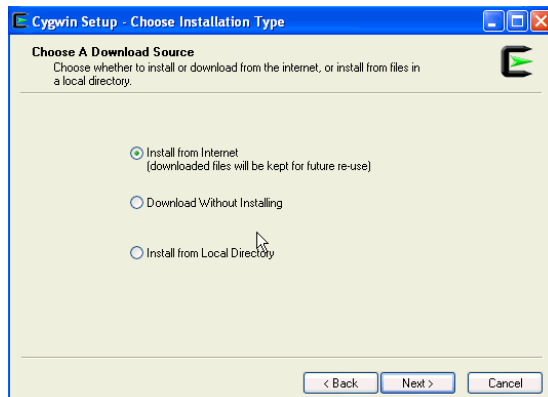 Cygwin Setup - Choose Installation Type
Choose A Download Source
Choose whether to install or download from the internet, or install from files in
a local directory.
Install from Internet
(downloaded files will be kept for future re-use)
Download Without Installing
Install from Local Directory
< Back Next > Cancel